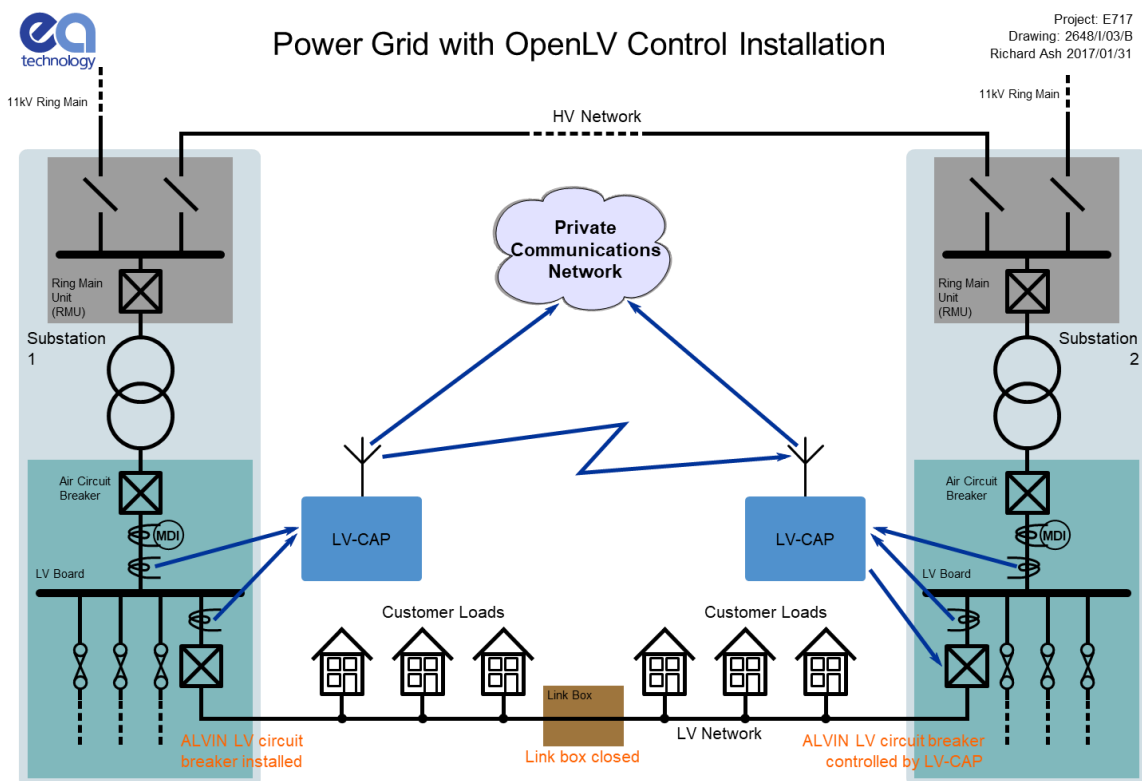 ea
technology
Power Grid with OpenLV Control Installation
Project: E717
Drawing: 2648/I/03/B
Richard Ash 2017/01/31
11kV Ring Main
11kV Ring Main
HV Network
Private
Communications
Network
Ring Main
Unit
(RMU)
Ring Main
Unit
(RMU)
Substation
1
Substation
2
Air Circuit
Breaker
Air Circuit
Breaker
MDI
MDI
LV-CAP
LV-CAP
LV Board
LV Board
Customer Loads
Customer Loads
Link Box
LV Network
ALVIN LV circuit
breaker installed
Link box closed
ALVIN LV circuit breaker
controlled by LV-CAP